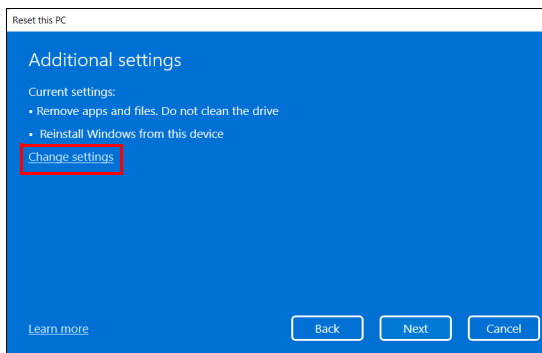 Reset this PC
Additional settings
Current settings:
▪ Remove apps and files. Do not clean the drive
▪ Reinstall Windows from this device
Change settings
Learn more Back Next Cancel